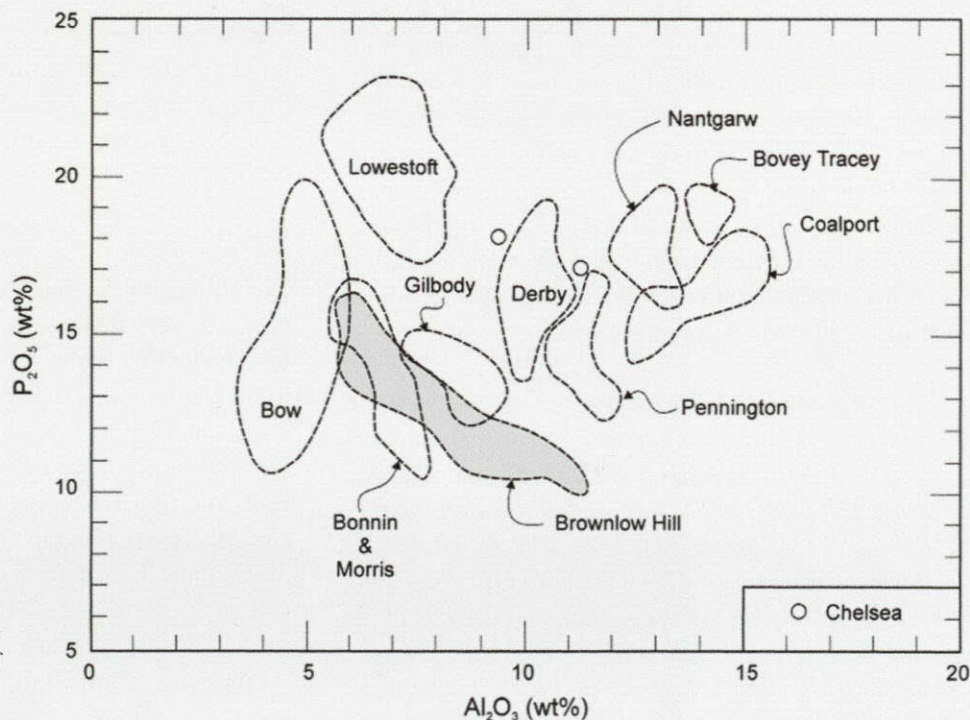 25
20
15
10
5
P₂O₅ (wt%)
Nantgarw
Bovey Tracey
Lowestoft
Coalport
Gilbody
Derby
Bow
Pennington
Bonnin
&
Morris
Brownlow Hill
Chelsea
0
5
10
15
20
Al₂O₃ (wt%)